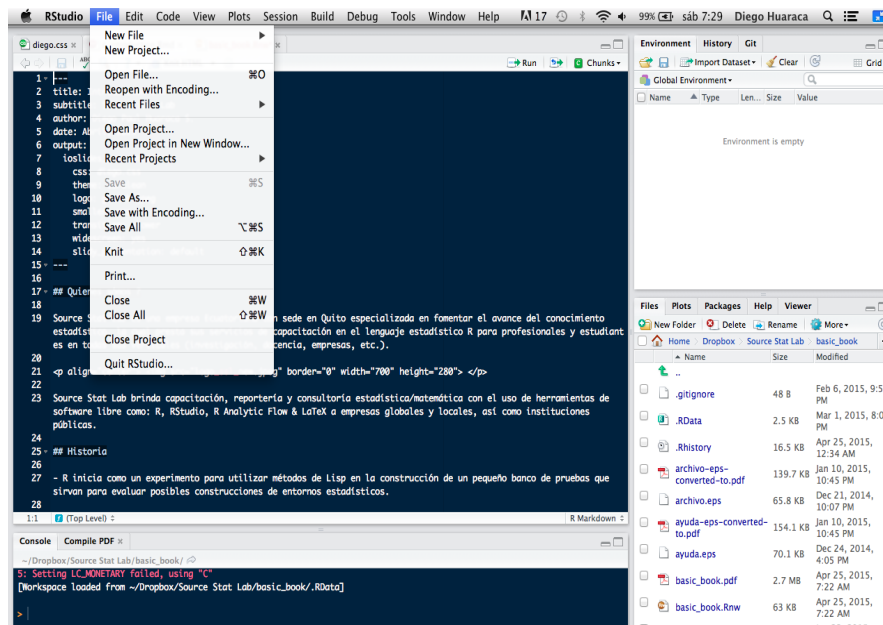 RStudio File Edit Code View Plots Session Build Debug Tools Window Help 17 99% sáb 7:29 Diego Huaraca
New File
New Project...
Open File... ⌘O
Reopen with Encoding...
Recent Files
Open Project...
Open Project in New Window...
Recent Projects
Save ⌘S
Save As...
Save with Encoding...
Save All ⌥⌘S
Knit ⇧⌘K
Print...
Close ⌘W
Close All ⇧⌘W
Close Project
Quit RStudio...
diego.css
Run Chunks
1 ---
2 title:
3 subtitle
4 author:
5 date:
6 output:
7
8 css:
9
10
11
12
13
14
15 ---
16
17 ##
18
19 Source sede en Quito especializada en fomentar el avance del conocimiento
capacitación en el lenguaje estadístico R para profesionales y estudiant
es en empresas, etc.).
20
21 <p border="0" width="700" height="280"> </p>
22
23 Source Stat Lab brinda capacitación, reportería y consultoría estadística/matemática con el uso de herramientas de
software libre como: R, RStudio, R Analytic Flow & LaTeX a empresas globales y locales, así como instituciones
públicas.
24
25 ## Historia
26
27 - R inicia como un experimento para utilizar métodos de Lisp en la construcción de un pequeño banco de pruebas que
sirvan para evaluar posibles construcciones de entornos estadísticos.
28
1:1 (Top Level) R Markdown
Console Compile PDF
~/Dropbox/Source Stat Lab/basic_book/
5: Setting LC_MONETARY failed, using "C"
[Workspace loaded from ~/Dropbox/Source Stat Lab/basic_book/.RData]
>
Environment History Git
Import Dataset Clear Grid
Global Environment
Name Type Len... Size Value
Environment is empty
Files Plots Packages Help Viewer
New Folder Delete Rename More
Home Dropbox Source Stat Lab basic_book
Name Size Modified
..
.gitignore 48 B Feb 6, 2015, 9:5
PM
.RData 2.5 KB Mar 1, 2015, 8:0
PM
.Rhistory 16.5 KB Apr 25, 2015,
12:34 AM
archivo-eps-
converted-to.pdf 139.7 KB Jan 10, 2015,
10:45 PM
archivo.eps 65.8 KB Dec 21, 2014,
10:07 PM
ayuda-eps-converted-
to.pdf 154.1 KB Jan 10, 2015,
10:45 PM
ayuda.eps 70.1 KB Dec 24, 2014,
4:05 PM
basic_book.pdf 2.7 MB Apr 25, 2015,
7:22 AM
basic_book.Rnw 63 KB Apr 25, 2015,
7:22 AM